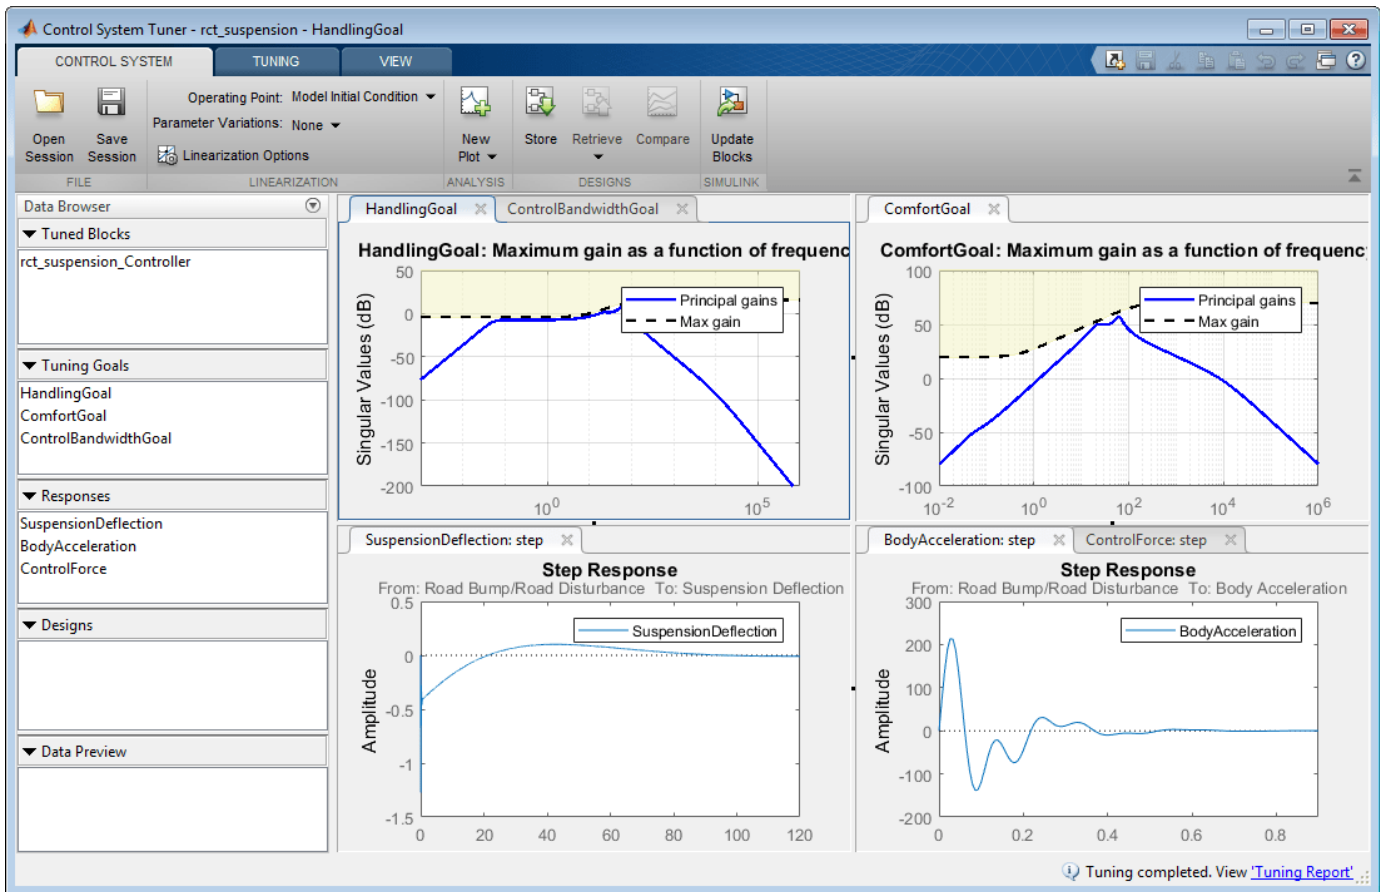 Control System Tuner - rct_suspension - HandlingGoal
CONTROL SYSTEM TUNING VIEW
Operating Point: Model Initial Condition
Parameter Variations: None
Linearization Options
Open Session
Save Session
New Plot
Store
Retrieve
Compare
Update Blocks
FILE LINEARIZATION ANALYSIS DESIGNS SIMULINK
Data Browser
Tuned Blocks
rct_suspension_Controller
Tuning Goals
HandlingGoal
ComfortGoal
ControlBandwidthGoal
Responses
SuspensionDeflection
BodyAcceleration
ControlForce
Designs
Data Preview
HandlingGoal ControlBandwidthGoal
HandlingGoal: Maximum gain as a function of frequenc
Singular Values (dB)
50
0
-50
-100
-150
-200
10^0 10^5
Principal gains
Max gain
ComfortGoal
ComfortGoal: Maximum gain as a function of frequenc
Singular Values (dB)
100
50
0
-50
-100
10^-2 10^0 10^2 10^4 10^6
Principal gains
Max gain
SuspensionDeflection: step
Step Response
From: Road Bump/Road Disturbance To: Suspension Deflection
Amplitude
0.5
0
-0.5
-1
-1.5
0 20 40 60 80 100 120
SuspensionDeflection
BodyAcceleration: step ControlForce: step
Step Response
From: Road Bump/Road Disturbance To: Body Acceleration
Amplitude
300
200
100
0
-100
-200
0 0.2 0.4 0.6 0.8
BodyAcceleration
Tuning completed. View 'Tuning Report'